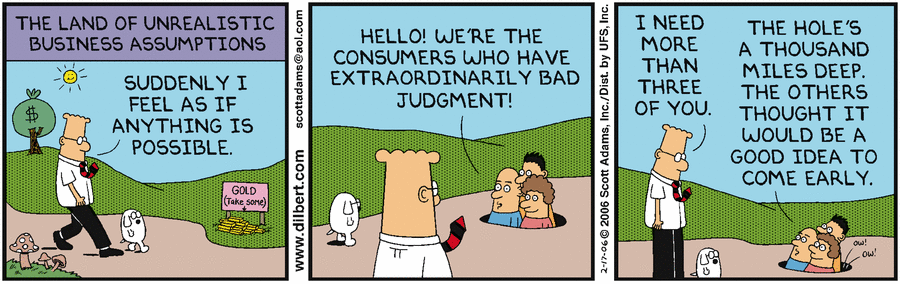 THE LAND OF UNREALISTIC
BUSINESS ASSUMPTIONS
SUDDENLY I
FEEL AS IF
ANYTHING IS
POSSIBLE.
$
GOLD
(Take some)
www.dilbert.com
scottadams@aol.com
HELLO! WE'RE THE
CONSUMERS WHO HAVE
EXTRAORDINARILY BAD
JUDGMENT!
2-17-06 © 2006 Scott Adams, Inc./Dist. by UFS, Inc.
I NEED
MORE
THAN
THREE
OF YOU.
THE HOLE'S
A THOUSAND
MILES DEEP.
THE OTHERS
THOUGHT IT
WOULD BE A
GOOD IDEA TO
COME EARLY.
OW!
OW!